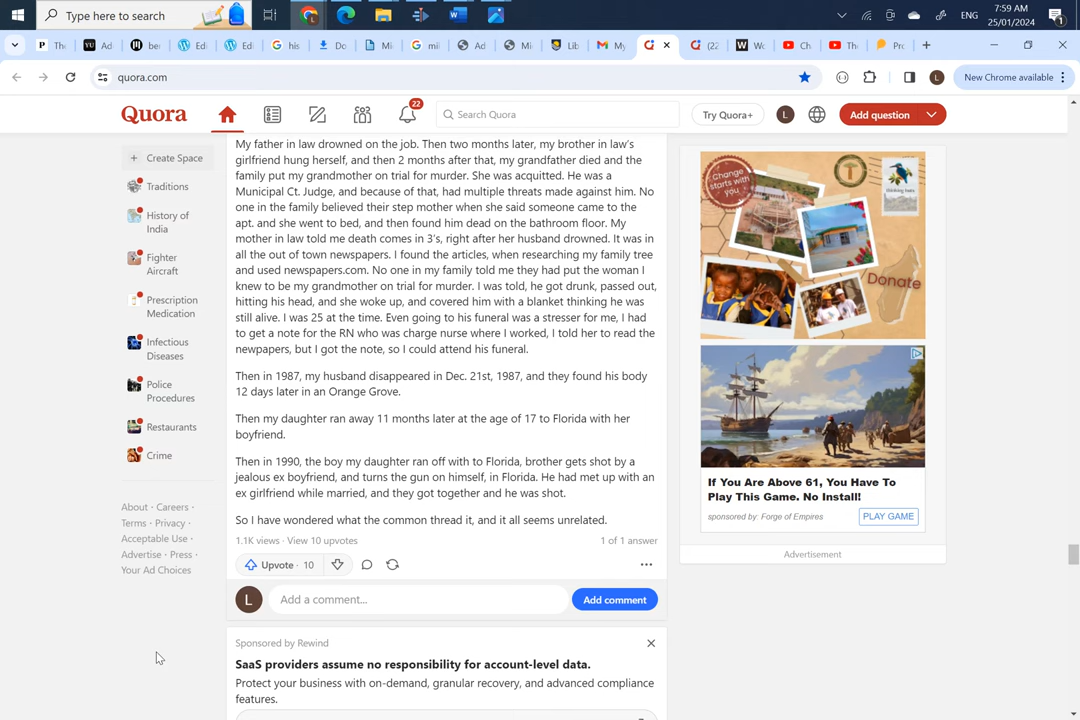 Type here to search
ENG
7:59 AM
25/01/2024
1
The
Ad
be
Edi
Edi
his
Do
Mi
mi
Ad
Mi
Lib
My
(22
Wo
Ch
The
Pro
quora.com
L
New Chrome available
Quora
22
Search Quora
Try Quora+
L
Add question
Create Space
Traditions
History of
India
Fighter
Aircraft
Prescription
Medication
Infectious
Diseases
Police
Procedures
Restaurants
Crime
About · Careers ·
Terms · Privacy ·
Acceptable Use ·
Advertise · Press ·
Your Ad Choices
My father in law drowned on the job. Then two months later, my brother in law's
girlfriend hung herself, and then 2 months after that, my grandfather died and the
family put my grandmother on trial for murder. She was acquitted. He was a
Municipal Ct. Judge, and because of that, had multiple threats made against him. No
one in the family believed their step mother when she said someone came to the
apt. and she went to bed, and then found him dead on the bathroom floor. My
mother in law told me death comes in 3's, right after her husband drowned. It was in
all the out of town newspapers. I found the articles, when researching my family tree
and used newspapers.com. No one in my family told me they had put the woman I
knew to be my grandmother on trial for murder. I was told, he got drunk, passed out,
hitting his head, and she woke up, and covered him with a blanket thinking he was
still alive. I was 25 at the time. Even going to his funeral was a stresser for me, I had
to get a note for the RN who was charge nurse where I worked, I told her to read the
newpapers, but I got the note, so I could attend his funeral.
Then in 1987, my husband disappeared in Dec. 21st, 1987, and they found his body
12 days later in an Orange Grove.
Then my daughter ran away 11 months later at the age of 17 to Florida with her
boyfriend.
Then in 1990, the boy my daughter ran off with to Florida, brother gets shot by a
jealous ex boyfriend, and turns the gun on himself, in Florida. He had met up with an
ex girlfriend while married, and they got together and he was shot.
So I have wondered what the common thread it, and it all seems unrelated.
1.1K views · View 10 upvotes
1 of 1 answer
Upvote · 10
L
Add a comment...
Add comment
Sponsored by Rewind
SaaS providers assume no responsibility for account-level data.
Protect your business with on-demand, granular recovery, and advanced compliance
features.
Change
starts with
you
Donate
If You Are Above 61, You Have To
Play This Game. No Install!
sponsored by: Forge of Empires
PLAY GAME
Advertisement